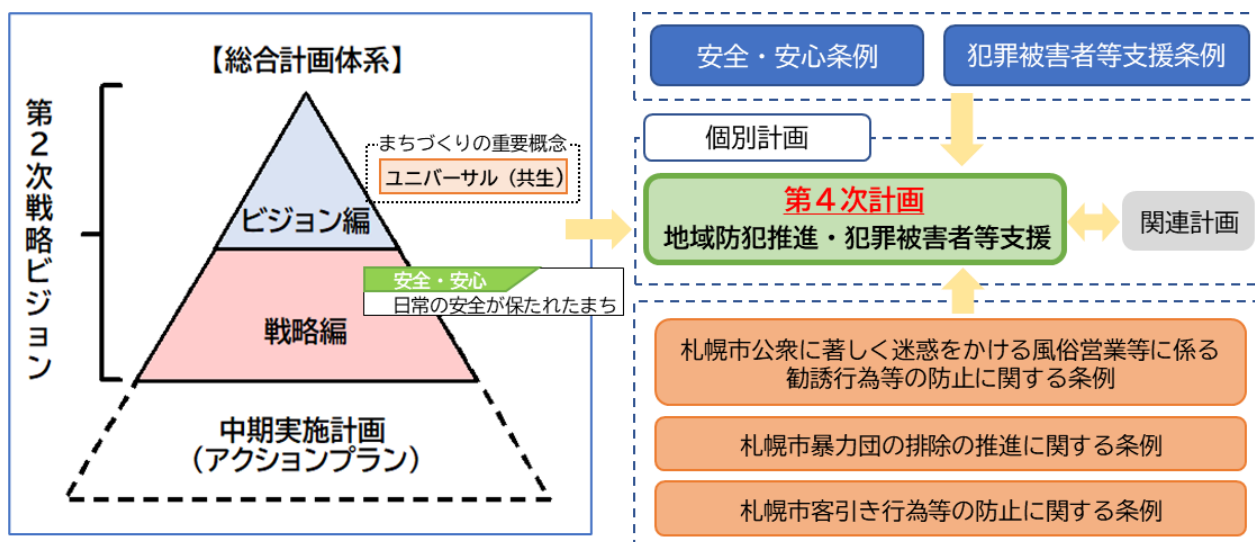 【総合計画体系】
第２次戦略ビジョン
まちづくりの重要概念
ユニバーサル（共生）
ビジョン編
安全・安心
日常の安全が保たれたまち
戦略編
中期実施計画
（アクションプラン）
安全・安心条例
犯罪被害者等支援条例
個別計画
第４次計画
地域防犯推進・犯罪被害者等支援
関連計画
札幌市公衆に著しく迷惑をかける風俗営業等に係る
勧誘行為等の防止に関する条例
札幌市暴力団の排除の推進に関する条例
札幌市客引き行為等の防止に関する条例